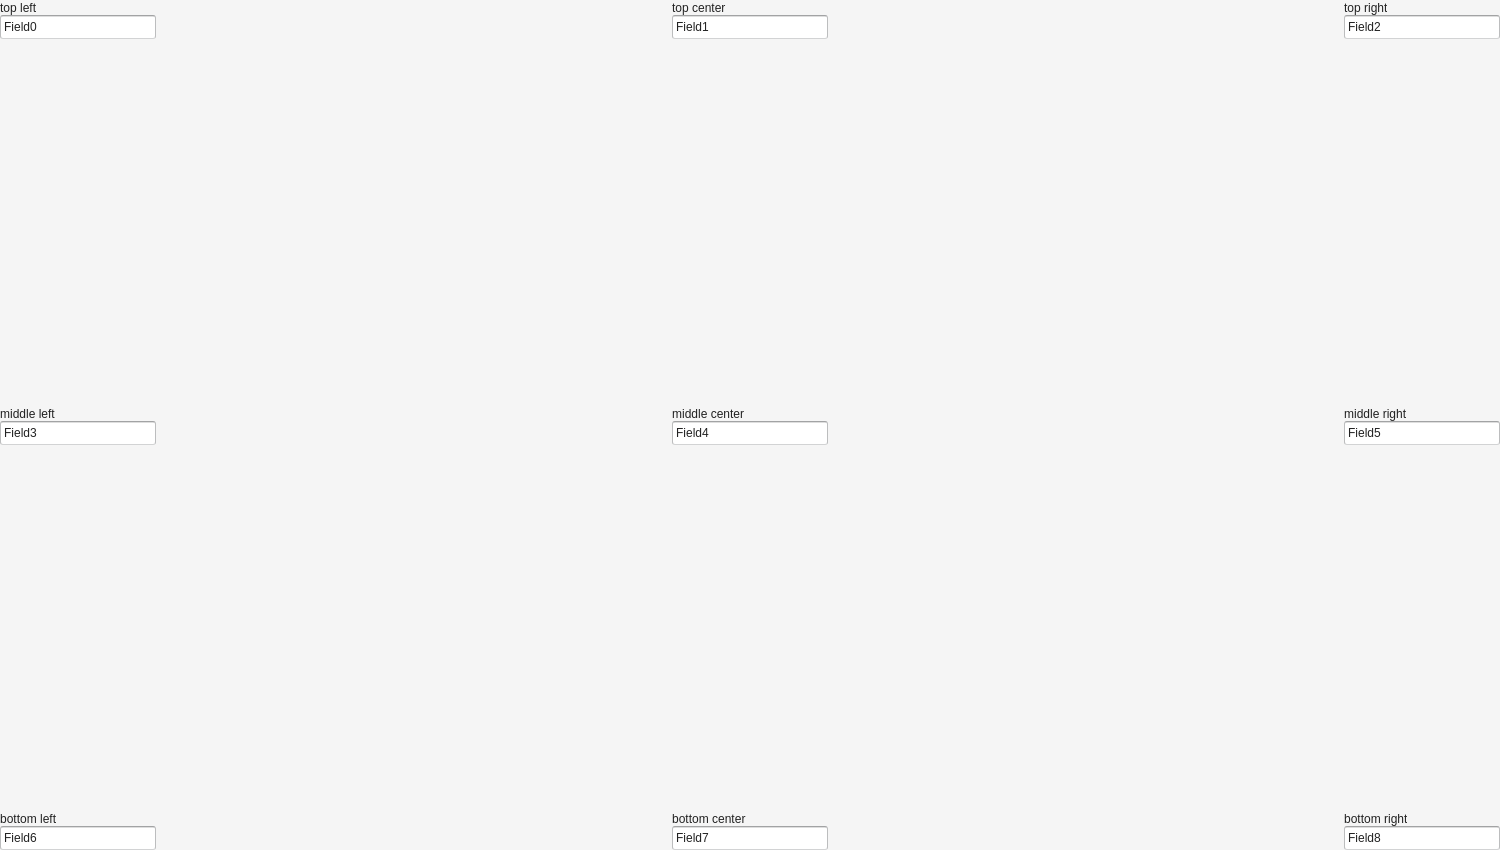 top left
Field0
top center
Field1
top right
Field2
middle left
Field3
middle center
Field4
middle right
Field5
bottom left
Field6
bottom center
Field7
bottom right
Field8